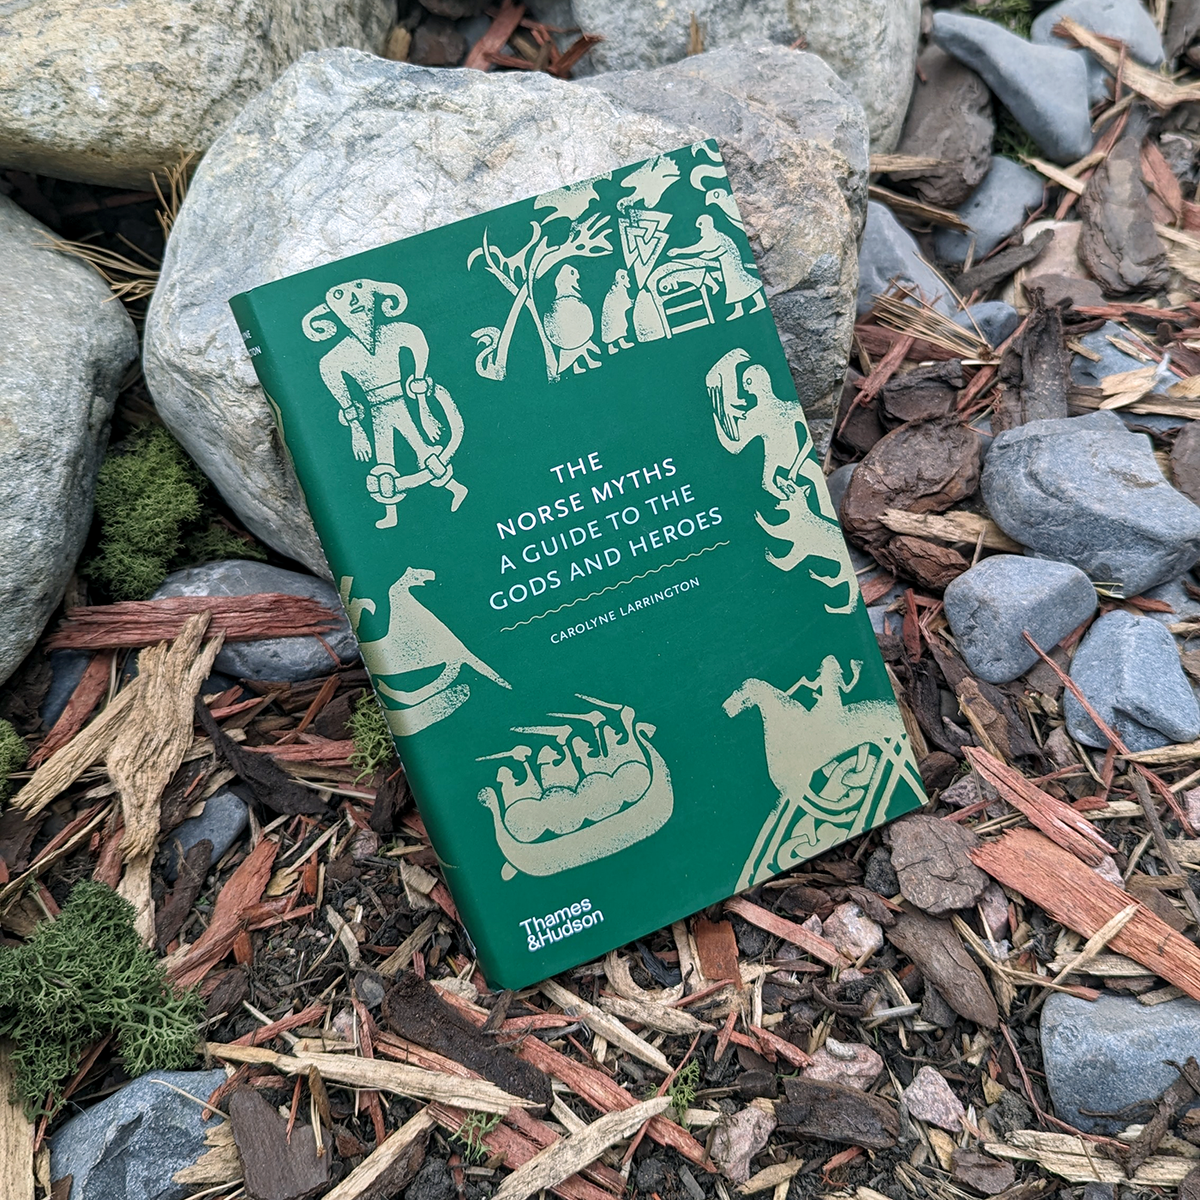 THE
NORSE MYTHS
A GUIDE TO THE
GODS AND HEROES
CAROLYNE LARRINGTON
Thames
&Hudson